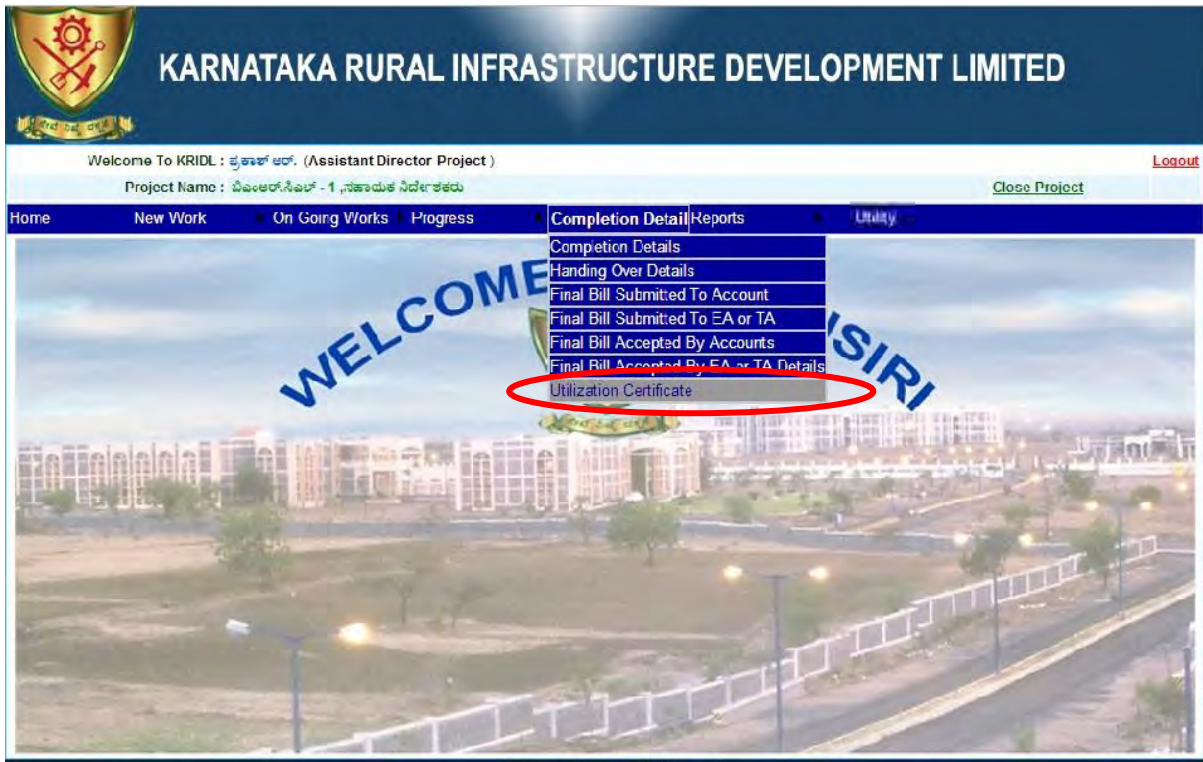 KARNATAKA RURAL INFRASTRUCTURE DEVELOPMENT LIMITED
Welcome To KRIDL : ಪ್ರಕಾಶ್ ಆರ್. (Assistant Director Project )
Logout
Project Name : ಬಿಎಂಆರ್.ಸಿಎಲ್ - 1 ,ಸಹಾಯಕ ನಿರ್ದೇಶಕರು
Close Project
Home New Work On Going Works Progress Completion Detail Reports Utility
Completion Details
Handing Over Details
Final Bill Submitted To Account
Final Bill Submitted To EA or TA
Final Bill Accepted By Accounts
Final Bill Accepted By EA or TA Details
Utilization Certificate
WELCOME
SIRI